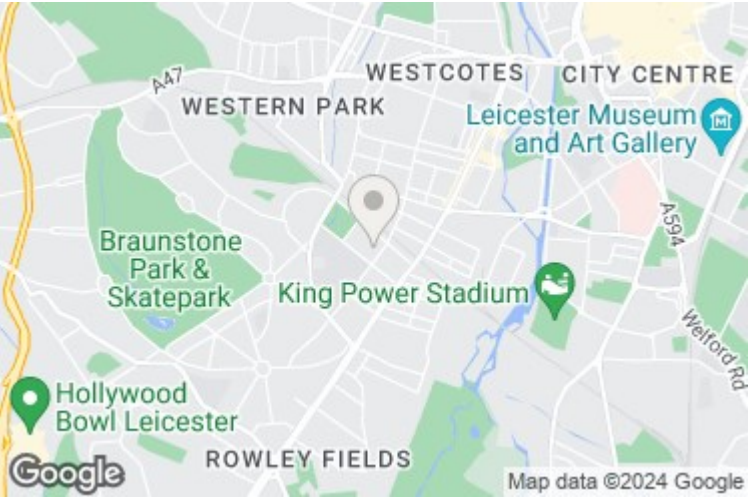 WESTCOTES
CITY CENTRE
A47
WESTERN PARK
Leicester Museum
and Art Gallery
M
A594
Braunstone
Park &
Skatepark
King Power Stadium
Welford Rd
Hollywood
Bowl Leicester
ROWLEY FIELDS
Google
Map data ©2024 Google